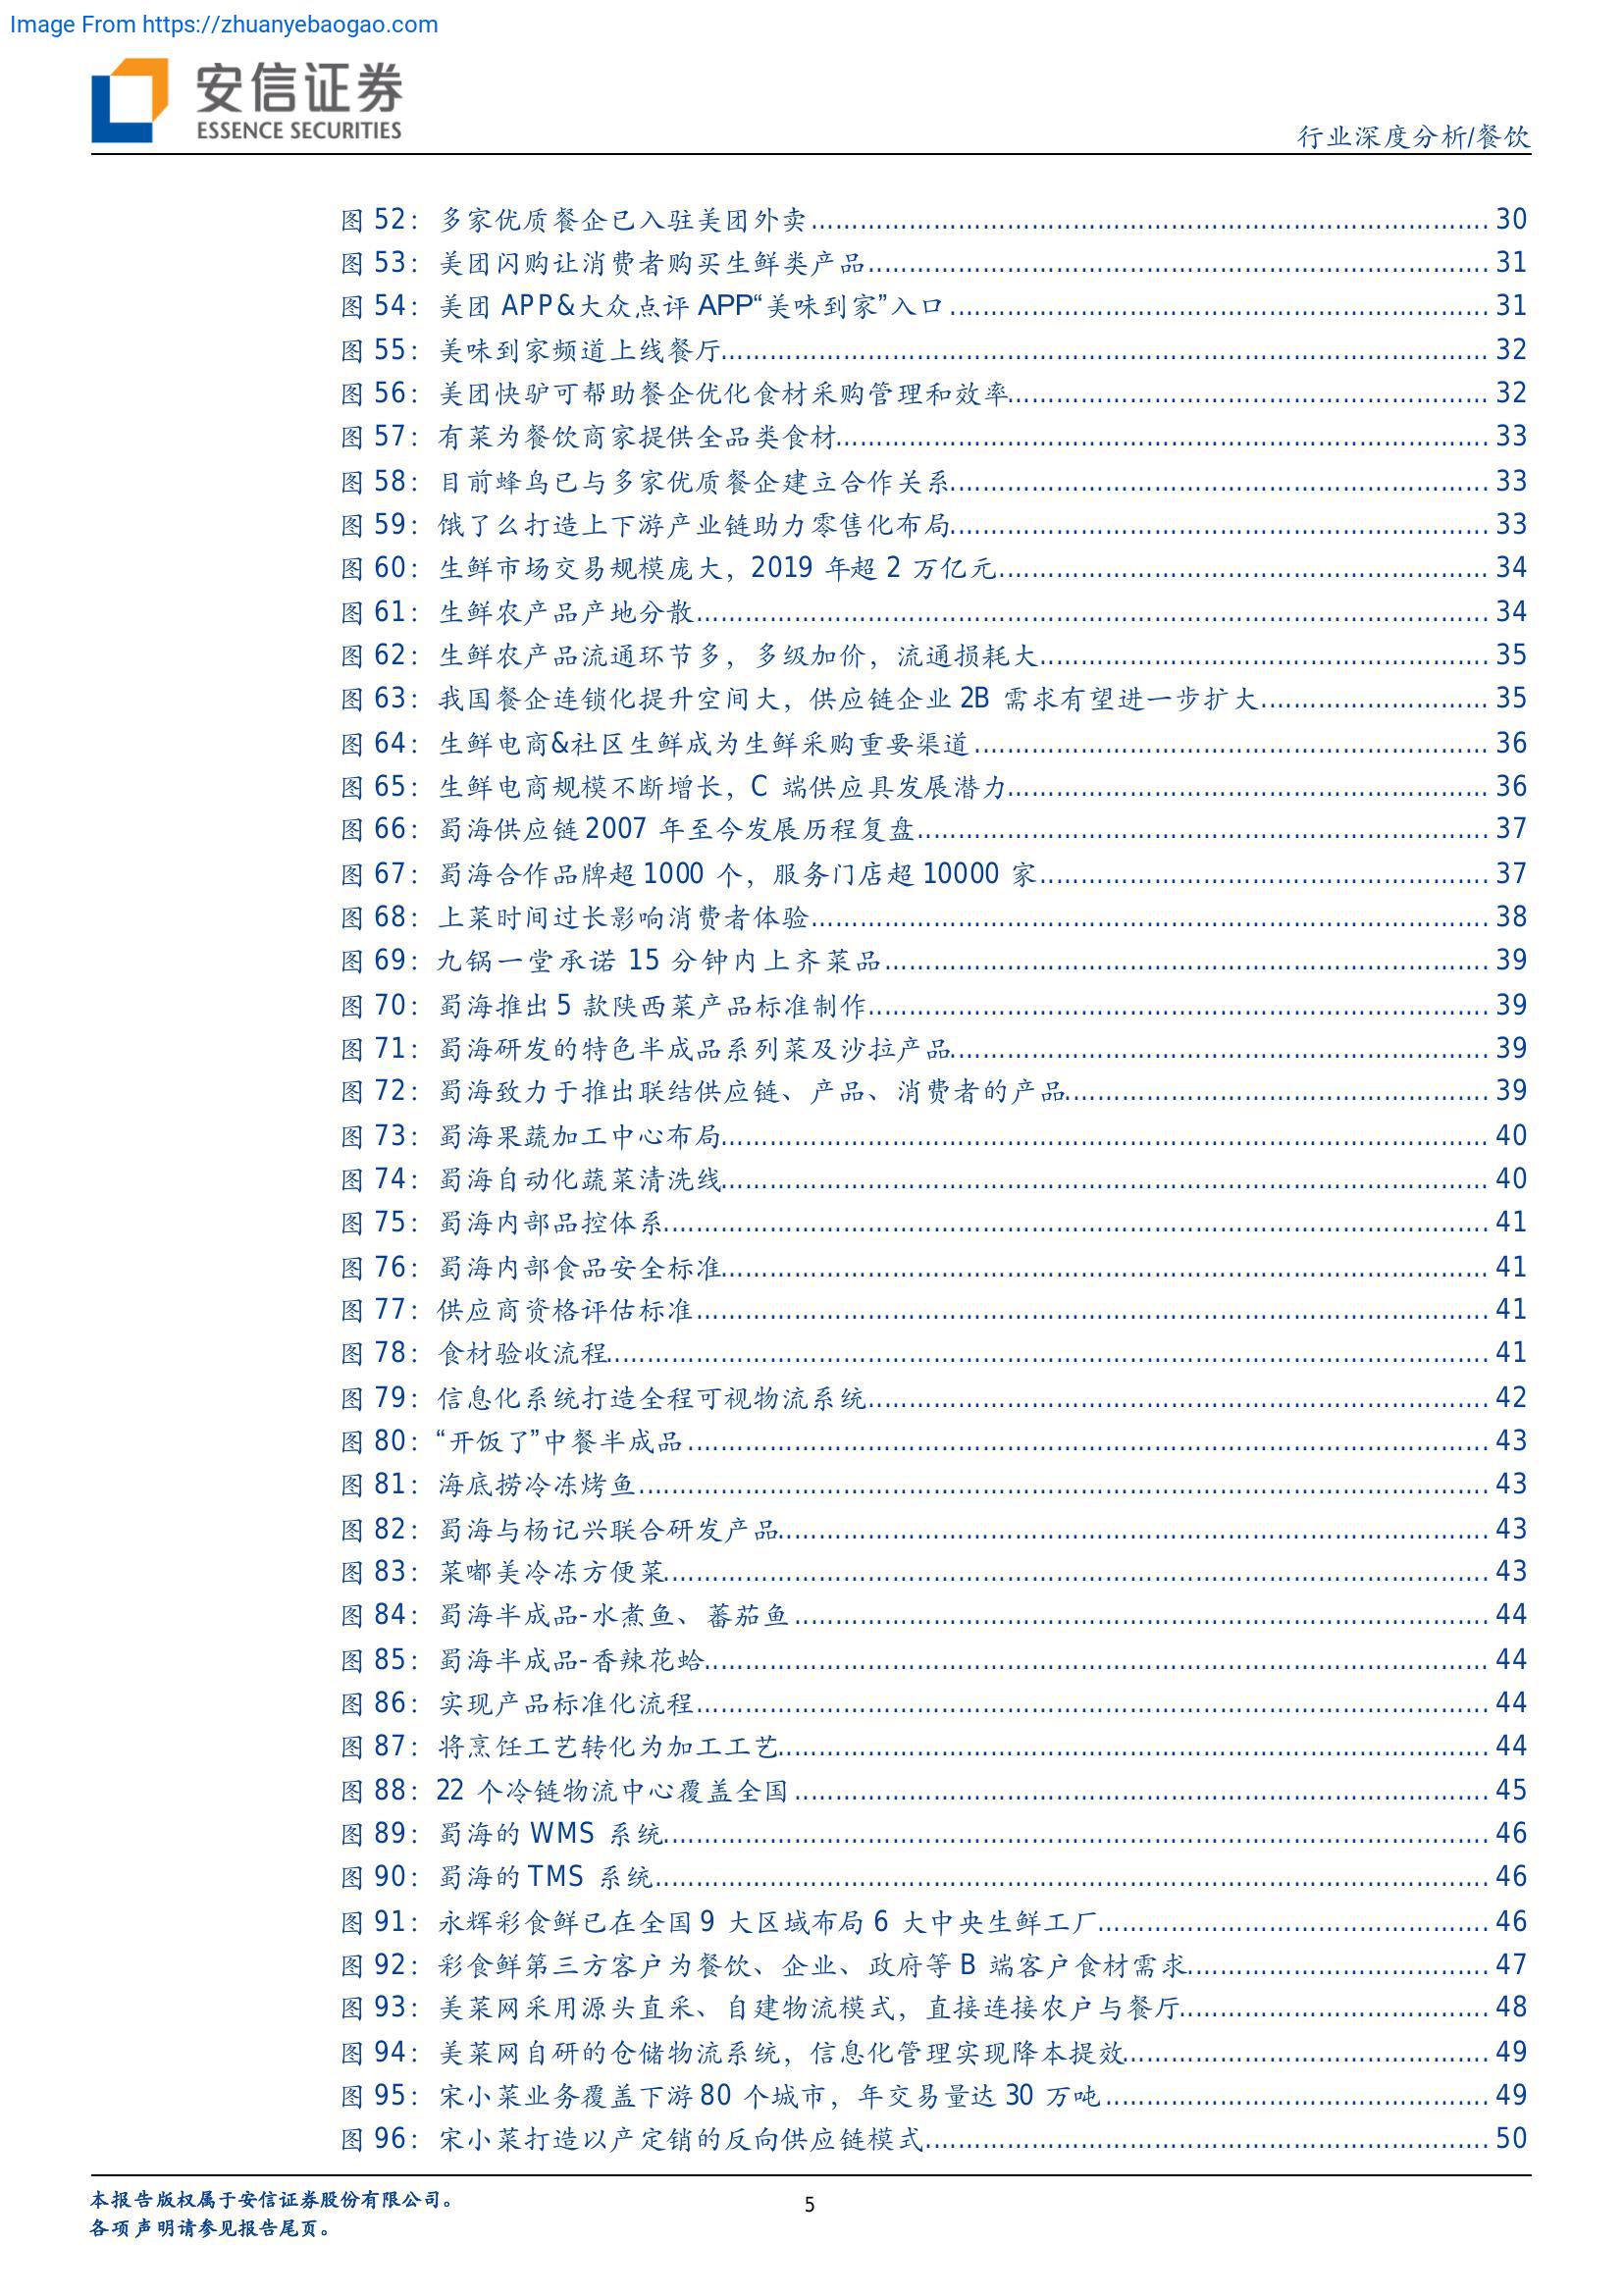 Image From https://zhuanyebaogao.com
安信证券
ESSENCE SECURITIES
行业深度分析/餐饮
图 52：多家优质餐企已入驻美团外卖 30
图 53：美团闪购让消费者购买生鲜类产品 31
图 54：美团 APP&大众点评 APP“美味到家”入口 31
图 55：美味到家频道上线餐厅 32
图 56：美团快驴可帮助餐企优化食材采购管理和效率 32
图 57：有菜为餐饮商家提供全品类食材 33
图 58：目前蜂鸟已与多家优质餐企建立合作关系 33
图 59：饿了么打造上下游产业链助力零售化布局 33
图 60：生鲜市场交易规模庞大，2019 年超 2 万亿元 34
图 61：生鲜农产品产地分散 34
图 62：生鲜农产品流通环节多，多级加价，流通损耗大 35
图 63：我国餐企连锁化提升空间大，供应链企业 2B 需求有望进一步扩大 35
图 64：生鲜电商&社区生鲜成为生鲜采购重要渠道 36
图 65：生鲜电商规模不断增长，C 端供应具发展潜力 36
图 66：蜀海供应链 2007 年至今发展历程复盘 37
图 67：蜀海合作品牌超 1000 个，服务门店超 10000 家 37
图 68：上菜时间过长影响消费者体验 38
图 69：九锅一堂承诺 15 分钟内上齐菜品 39
图 70：蜀海推出 5 款陕西菜产品标准制作 39
图 71：蜀海研发的特色半成品系列菜及沙拉产品 39
图 72：蜀海致力于推出联结供应链、产品、消费者的产品 39
图 73：蜀海果蔬加工中心布局 40
图 74：蜀海自动化蔬菜清洗线 40
图 75：蜀海内部品控体系 41
图 76：蜀海内部食品安全标准 41
图 77：供应商资格评估标准 41
图 78：食材验收流程 41
图 79：信息化系统打造全程可视物流系统 42
图 80：“开饭了”中餐半成品 43
图 81：海底捞冷冻烤鱼 43
图 82：蜀海与杨记兴联合研发产品 43
图 83：菜嘟美冷冻方便菜 43
图 84：蜀海半成品-水煮鱼、蕃茄鱼 44
图 85：蜀海半成品-香辣花蛤 44
图 86：实现产品标准化流程 44
图 87：将烹饪工艺转化为加工工艺 44
图 88：22 个冷链物流中心覆盖全国 45
图 89：蜀海的 WMS 系统 46
图 90：蜀海的 TMS 系统 46
图 91：永辉彩食鲜已在全国 9 大区域布局 6 大中央生鲜工厂 46
图 92：彩食鲜第三方客户为餐饮、企业、政府等 B 端客户食材需求 47
图 93：美菜网采用源头直采、自建物流模式，直接连接农户与餐厅 48
图 94：美菜网自研的仓储物流系统，信息化管理实现降本提效 49
图 95：宋小菜业务覆盖下游 80 个城市，年交易量达 30 万吨 49
图 96：宋小菜打造以产定销的反向供应链模式 50
本报告版权属于安信证券股份有限公司。
5
各项声明请参见报告尾页。